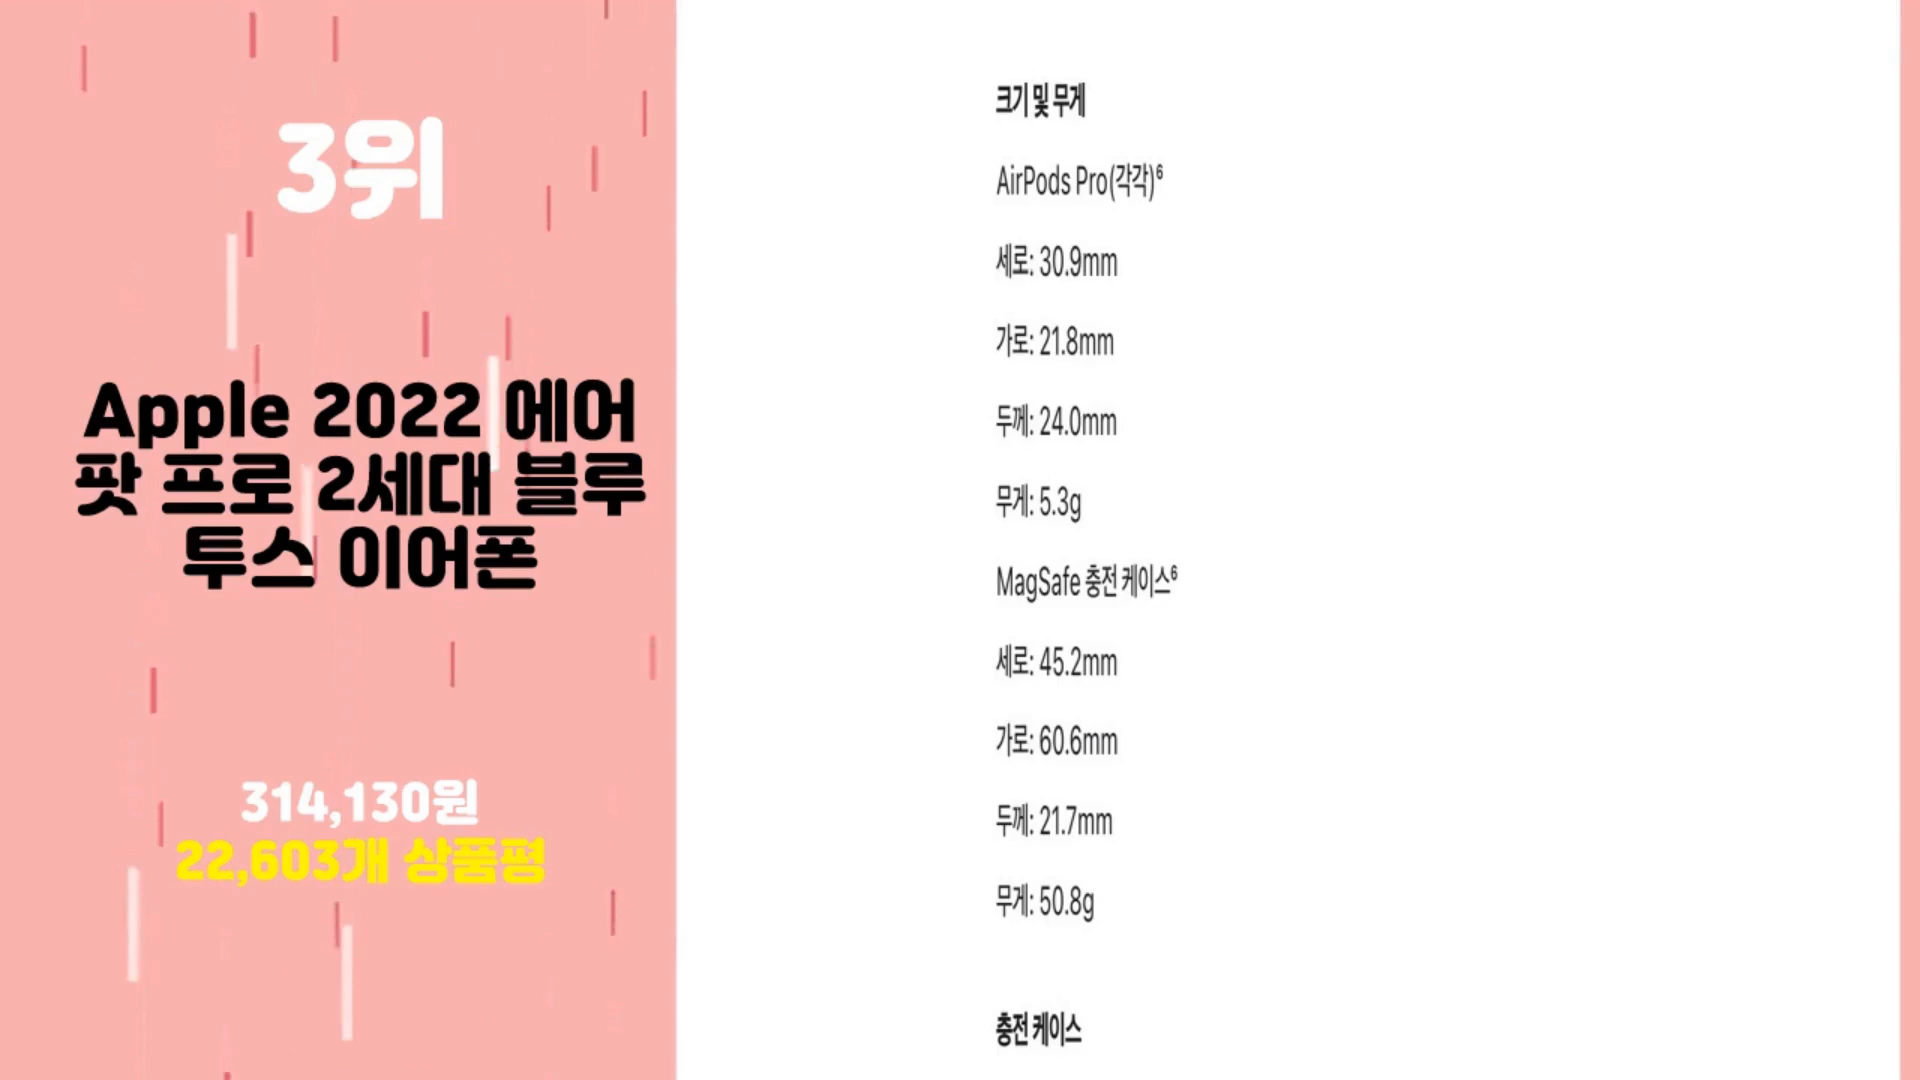 3위
Apple 2022 에어
팟 프로 2세대 블루
투스 이어폰
314,130원
22,603개 상품평
크기 및 무게
AirPods Pro(각각)⁶
세로: 30.9mm
가로: 21.8mm
두께: 24.0mm
무게: 5.3g
MagSafe 충전 케이스⁶
세로: 45.2mm
가로: 60.6mm
두께: 21.7mm
무게: 50.8g
충전 케이스